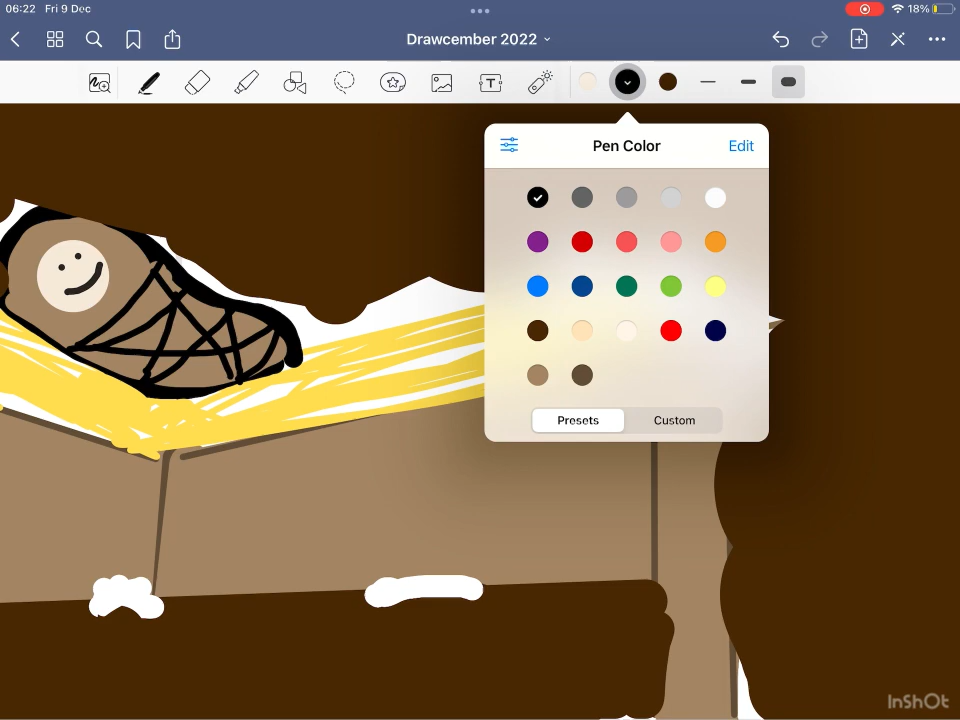 06:22 Fri 9 Dec
18%
Drawcember 2022
T
Pen Color
Edit
Presets
Custom
InShOt